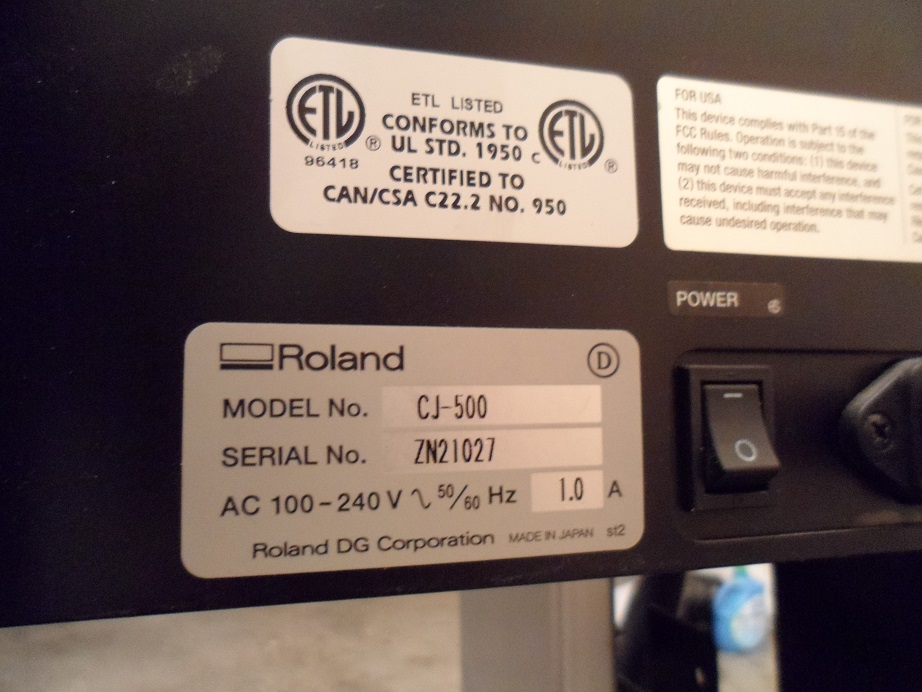 ETL LISTED
CONFORMS TO
UL STD. 1950
CERTIFIED TO
CAN/CSA C22.2 NO. 950
ETL
LISTED
®
96418
c
ETL
LISTED
®
FOR USA
This device complies with Part 15 of the
FCC Rules. Operation is subject to the
following two conditions: (1) this device
may not cause harmful interference, and
(2) this device must accept any interference
received, including interference that may
cause undesired operation.
POWER
Roland
D
MODEL No. CJ-500
SERIAL No. ZN21027
AC 100-240 V ∿ 50/60 Hz 1.0 A
Roland DG Corporation MADE IN JAPAN st2